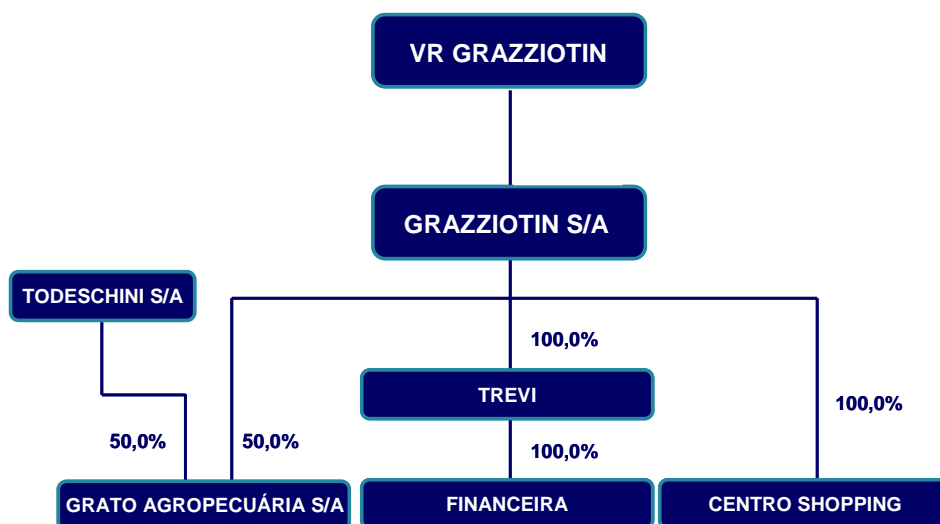 VR GRAZZIOTIN
GRAZZIOTIN S/A
TODESCHINI S/A
100,0%
TREVI
100,0%
50,0%
50,0%
100,0%
GRATO AGROPECUÁRIA S/A
FINANCEIRA
CENTRO SHOPPING